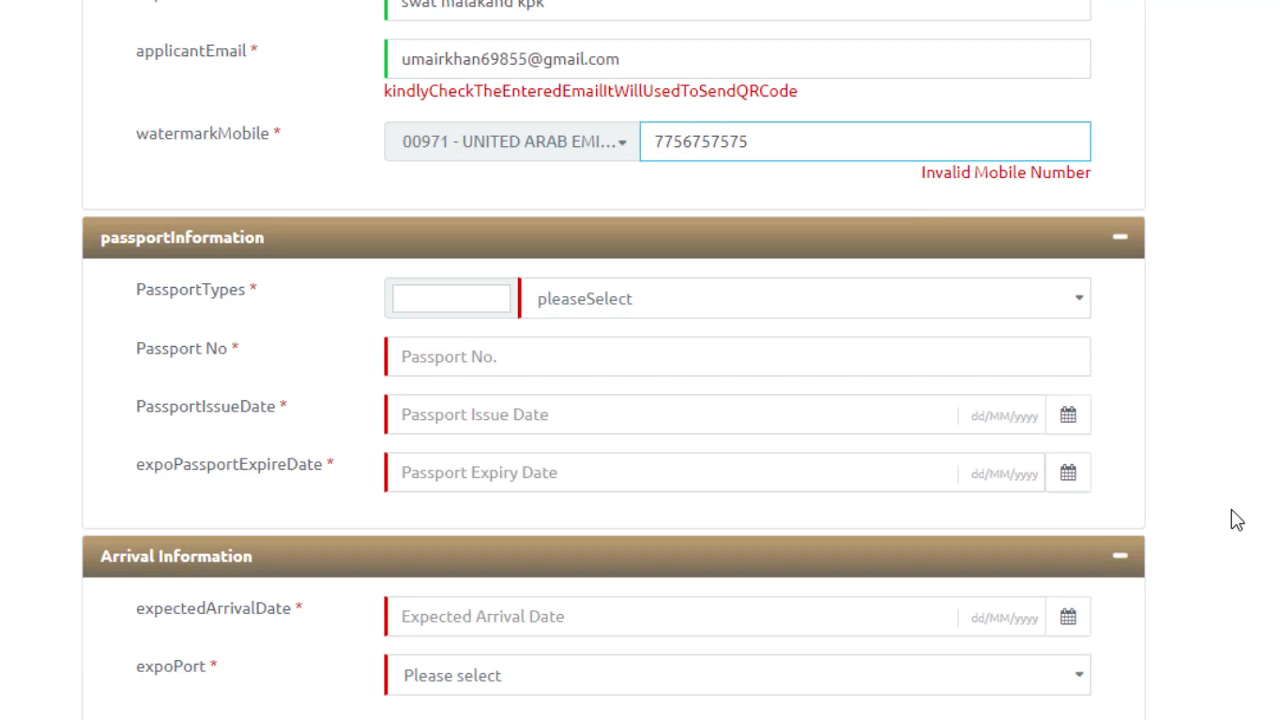 swat malakand kpk
applicantEmail *
umairkhan69855@gmail.com
kindlyCheckTheEnteredEmailItWillUsedToSendQRCode
watermarkMobile *
00971 - UNITED ARAB EMI...
7756757575
Invalid Mobile Number
passportInformation
PassportTypes *
pleaseSelect
Passport No *
Passport No.
PassportIssueDate *
Passport Issue Date
dd/MM/yyyy
expoPassportExpireDate *
Passport Expiry Date
dd/MM/yyyy
Arrival Information
expectedArrivalDate *
Expected Arrival Date
dd/MM/yyyy
expoPort *
Please select